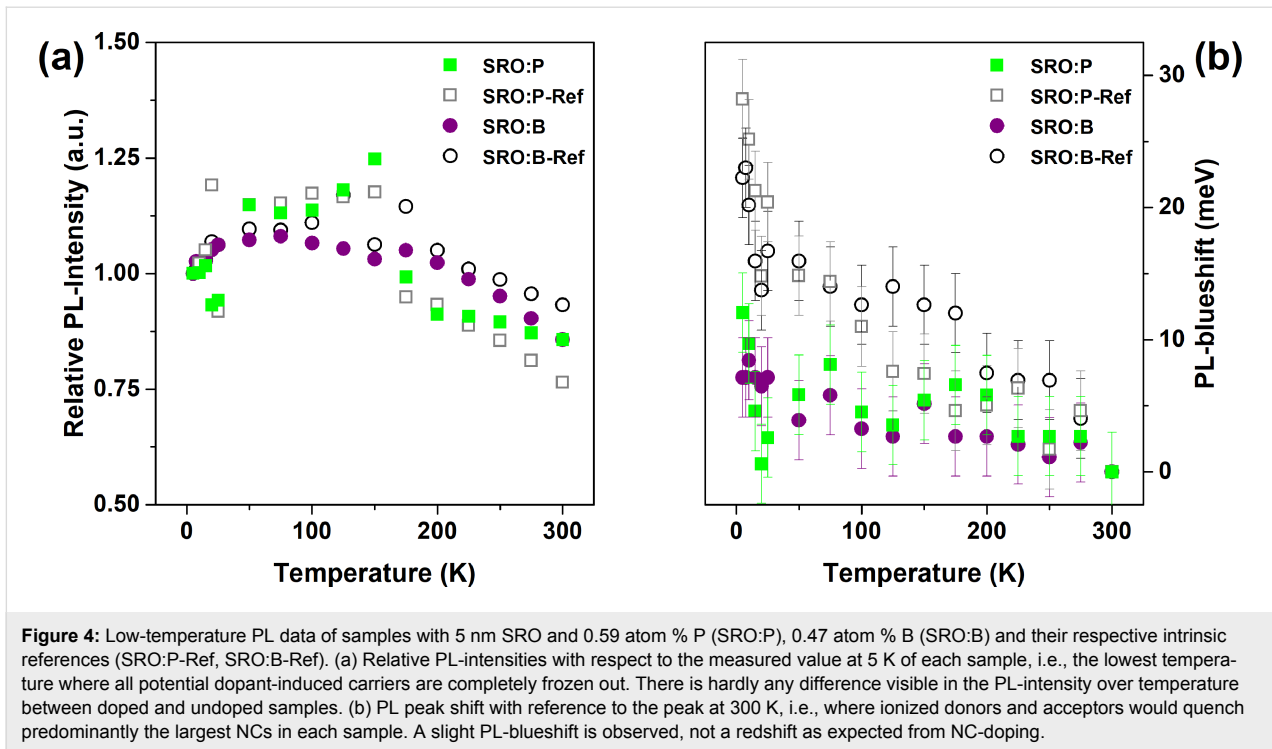 (a)
1.50
1.25
1.00
0.75
0.50
Relative PL-Intensity (a.u.)
SRO:P
SRO:P-Ref
SRO:B
SRO:B-Ref
0
100
200
300
Temperature (K)
(b)
SRO:P
SRO:P-Ref
SRO:B
SRO:B-Ref
30
20
10
0
PL-blueshift (meV)
0
100
200
300
Temperature (K)
Figure 4: Low-temperature PL data of samples with 5 nm SRO and 0.59 atom % P (SRO:P), 0.47 atom % B (SRO:B) and their respective intrinsic
references (SRO:P-Ref, SRO:B-Ref). (a) Relative PL-intensities with respect to the measured value at 5 K of each sample, i.e., the lowest tempera-
ture where all potential dopant-induced carriers are completely frozen out. There is hardly any difference visible in the PL-intensity over temperature
between doped and undoped samples. (b) PL peak shift with reference to the peak at 300 K, i.e., where ionized donors and acceptors would quench
predominantly the largest NCs in each sample. A slight PL-blueshift is observed, not a redshift as expected from NC-doping.